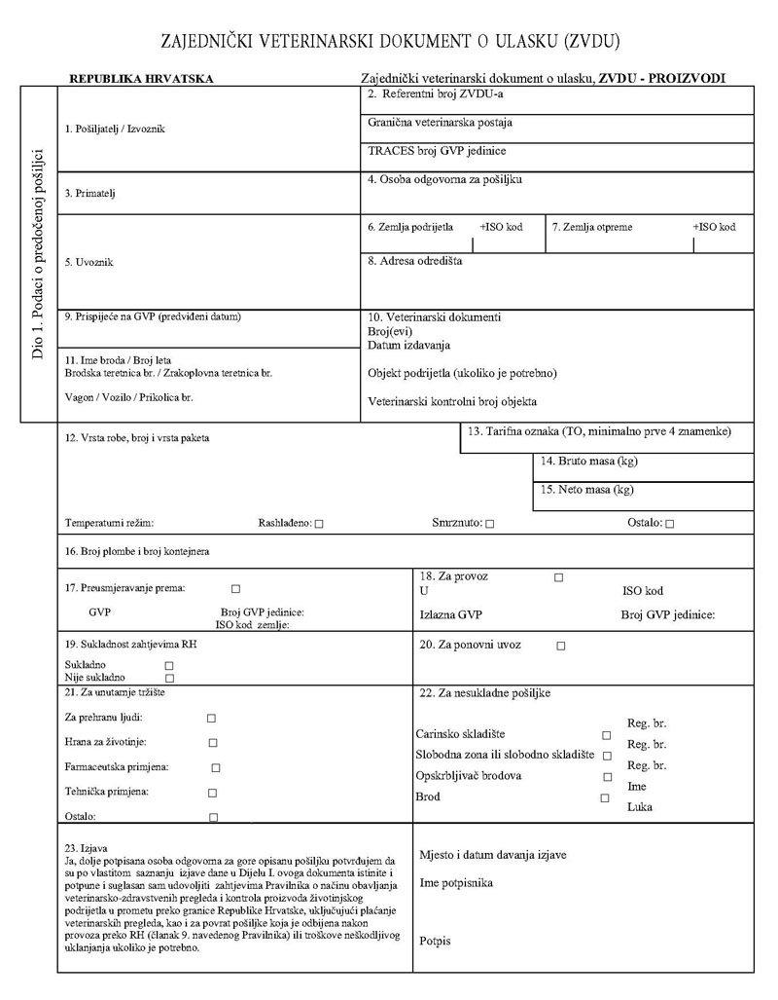 ZAJEDNIČKI VETERINARSKI DOKUMENT O ULASKU (ZVDU)
REPUBLIKA HRVATSKA
Zajednički veterinarski dokument o ulasku, ZVDU - PROIZVODI
Dio 1. Podaci o predočenoj pošiljci
1. Pošiljatelj / Izvoznik
2. Referentni broj ZVDU-a
Granična veterinarska postaja
TRACES broj GVP jedinice
3. Primatelj
4. Osoba odgovorna za pošiljku
5. Uvoznik
6. Zemlja podrijetla +ISO kod
7. Zemlja otpreme +ISO kod
8. Adresa odredišta
9. Prispijeće na GVP (predviđeni datum)
10. Veterinarski dokumenti
Broj(evi)
Datum izdavanja
Objekt podrijetla (ukoliko je potrebno)
Veterinarski kontrolni broj objekta
11. Ime broda / Broj leta
Brodska teretnica br. / Zrakoplovna teretnica br.
Vagon / Vozilo / Prikolica br.
12. Vrsta robe, broj i vrsta paketa
13. Tarifna oznaka (TO, minimalno prve 4 znamenke)
14. Bruto masa (kg)
15. Neto masa (kg)
Temperaturni režim: Rashlađeno: □ Smrznuto: □ Ostalo: □
16. Broj plombe i broj kontejnera
17. Preusmjeravanje prema: □
GVP Broj GVP jedinice:
ISO kod zemlje:
18. Za provoz □
U ISO kod
Izlazna GVP Broj GVP jedinice:
19. Sukladnost zahtjevima RH
Sukladno □
Nije sukladno □
20. Za ponovni uvoz □
21. Za unutarnje tržište
Za prehranu ljudi: □
Hrana za životinje: □
Farmaceutska primjena: □
Tehnička primjena: □
Ostalo: □
22. Za nesukladne pošiljke
Carinsko skladište □ Reg. br.
Slobodna zona ili slobodno skladište □ Reg. br.
Opskrbljivač brodova □ Reg. br.
Brod □ Ime
Luka
23. Izjava
Ja, dolje potpisana osoba odgovorna za gore opisanu pošiljku potvrđujem da
su po vlastitom saznanju izjave dane u Dijelu I. ovoga dokumenta istinite i
potpune i suglasan sam udovoljiti zahtjevima Pravilnika o načinu obavljanja
veterinarsko-zdravstvenih pregleda i kontrola proizvoda životinjskog
podrijetla u prometu preko granice Republike Hrvatske, uključujući plaćanje
veterinarskih pregleda, kao i za povrat pošiljke koja je odbijena nakon
provoza preko RH (članak 9. navedenog Pravilnika) ili troškove neškodljivog
uklanjanja ukoliko je potrebno.
Mjesto i datum davanja izjave
Ime potpisnika
Potpis